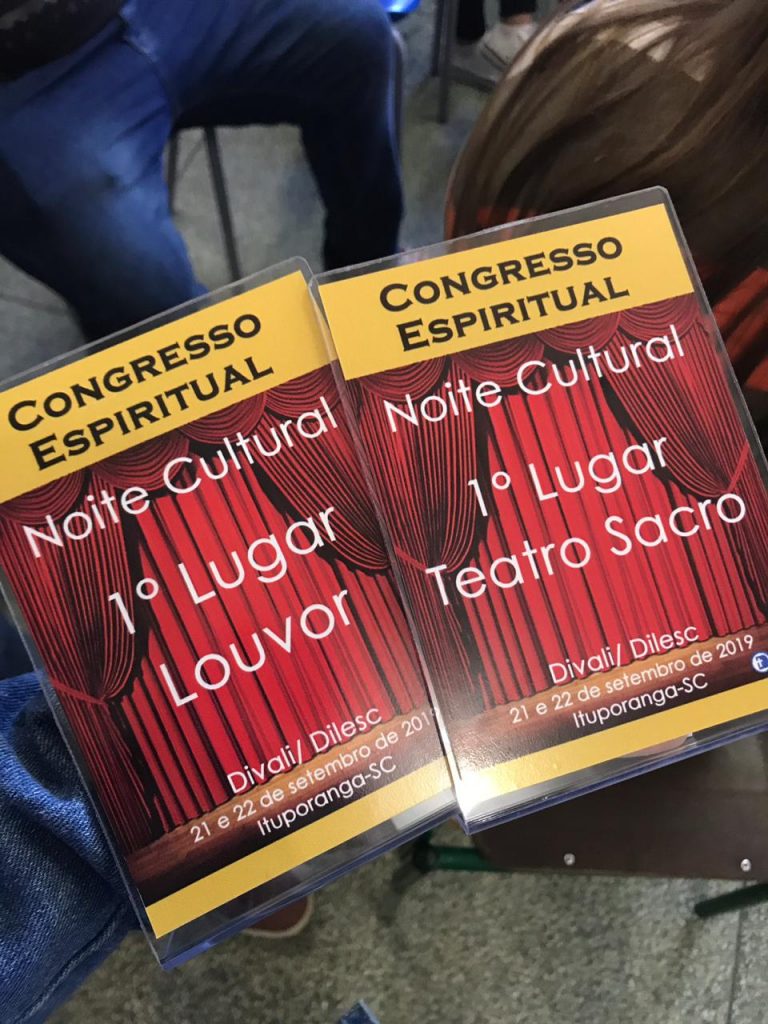 CONGRESSO
ESPIRITUAL
Noite Cultural
1º Lugar
Louvor
Divali/ Dilesc
21 e 22 de setembro de 2019
Ituporanga-SC
CONGRESSO
ESPIRITUAL
Noite Cultural
1º Lugar
Teatro Sacro
Divali/ Dilesc
21 e 22 de setembro de 2019
Ituporanga-SC